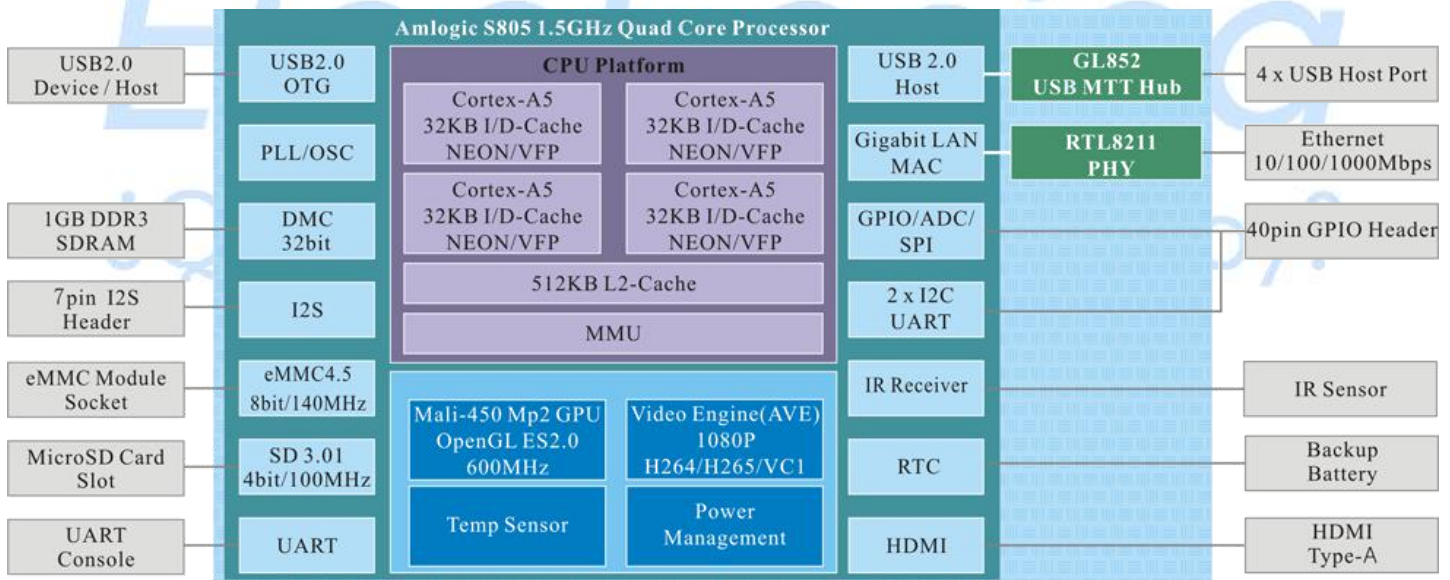 Amlogic S805 1.5GHz Quad Core Processor
USB2.0
Device / Host
1GB DDR3
SDRAM
7pin I2S
Header
eMMC Module
Socket
MicroSD Card
Slot
UART
Console
USB2.0
OTG
PLL/OSC
DMC
32bit
I2S
eMMC4.5
8bit/140MHz
SD 3.01
4bit/100MHz
UART
CPU Platform
Cortex-A5
32KB I/D-Cache
NEON/VFP
Cortex-A5
32KB I/D-Cache
NEON/VFP
Cortex-A5
32KB I/D-Cache
NEON/VFP
Cortex-A5
32KB I/D-Cache
NEON/VFP
512KB L2-Cache
MMU
Mali-450 Mp2 GPU
OpenGL ES2.0
600MHz
Video Engine(AVE)
1080P
H264/H265/VC1
Temp Sensor
Power
Management
USB 2.0
Host
Gigabit LAN
MAC
GPIO/ADC/
SPI
2 x I2C
UART
IR Receiver
RTC
HDMI
GL852
USB MTT Hub
RTL8211
PHY
4 x USB Host Port
Ethernet
10/100/1000Mbps
40pin GPIO Header
IR Sensor
Backup
Battery
HDMI
Type-A